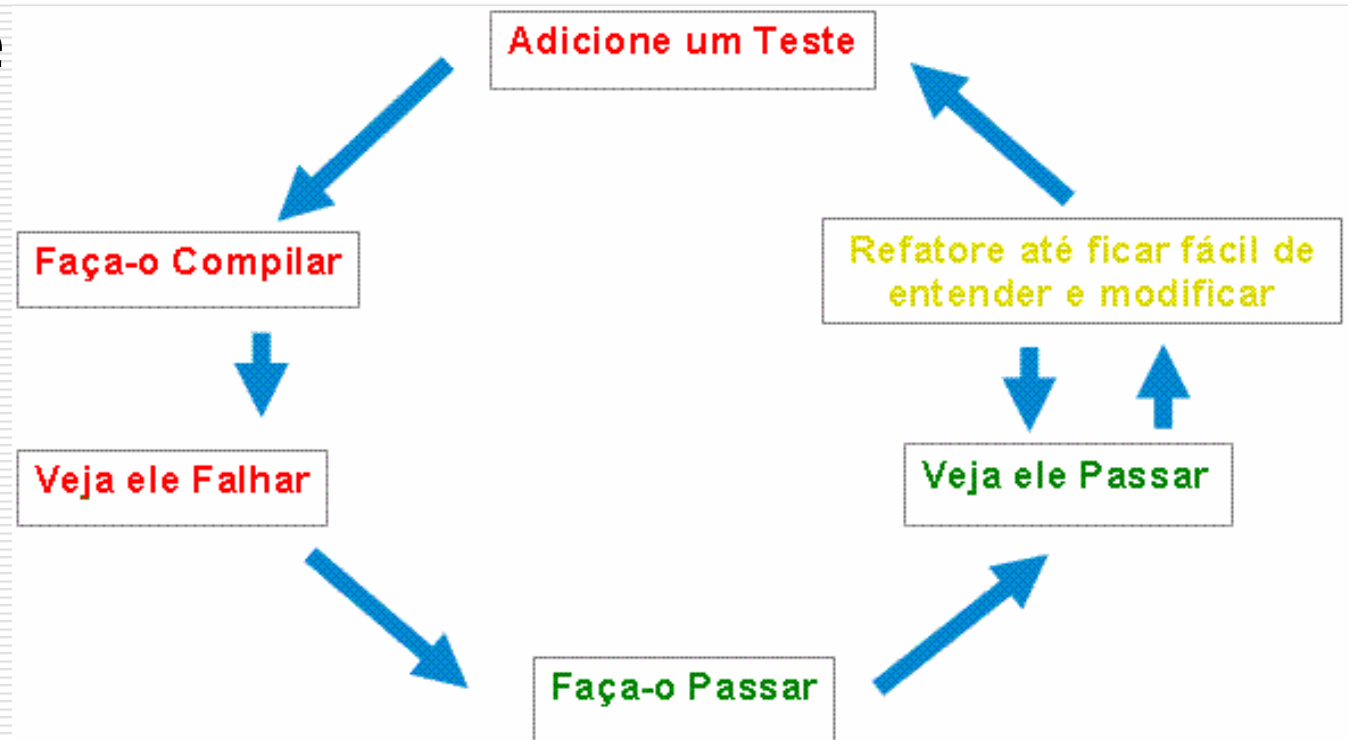 Adicione um Teste
Faça-o Compilar
Refatore até ficar fácil de
entender e modificar
Veja ele Falhar
Veja ele Passar
Faça-o Passar